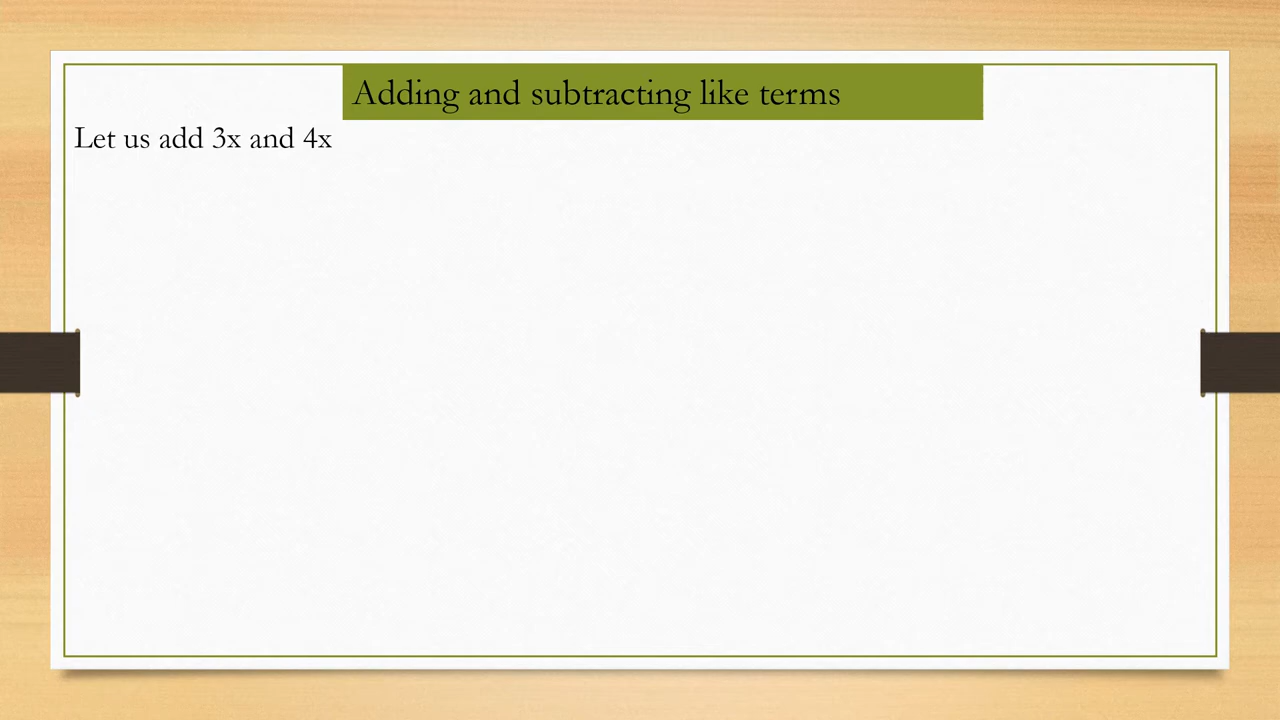 Adding and subtracting like terms
Let us add 3x and 4x